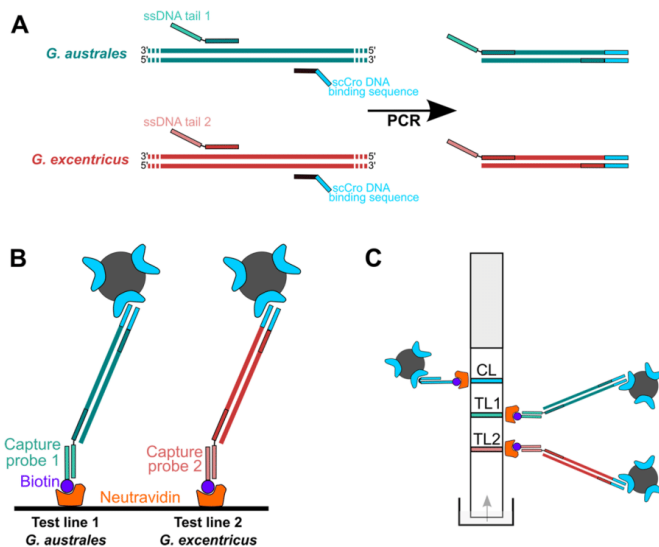 A
ssDNA tail 1
G. australes
3'
5'
5'
3'
scCro DNA
binding sequence
PCR
ssDNA tail 2
G. excentricus
3'
5'
5'
3'
scCro DNA
binding sequence
B
Capture
probe 1
Biotin
Capture
probe 2
Neutravidin
Test line 1
G. australes
Test line 2
G. excentricus
C
CL
TL1
TL2